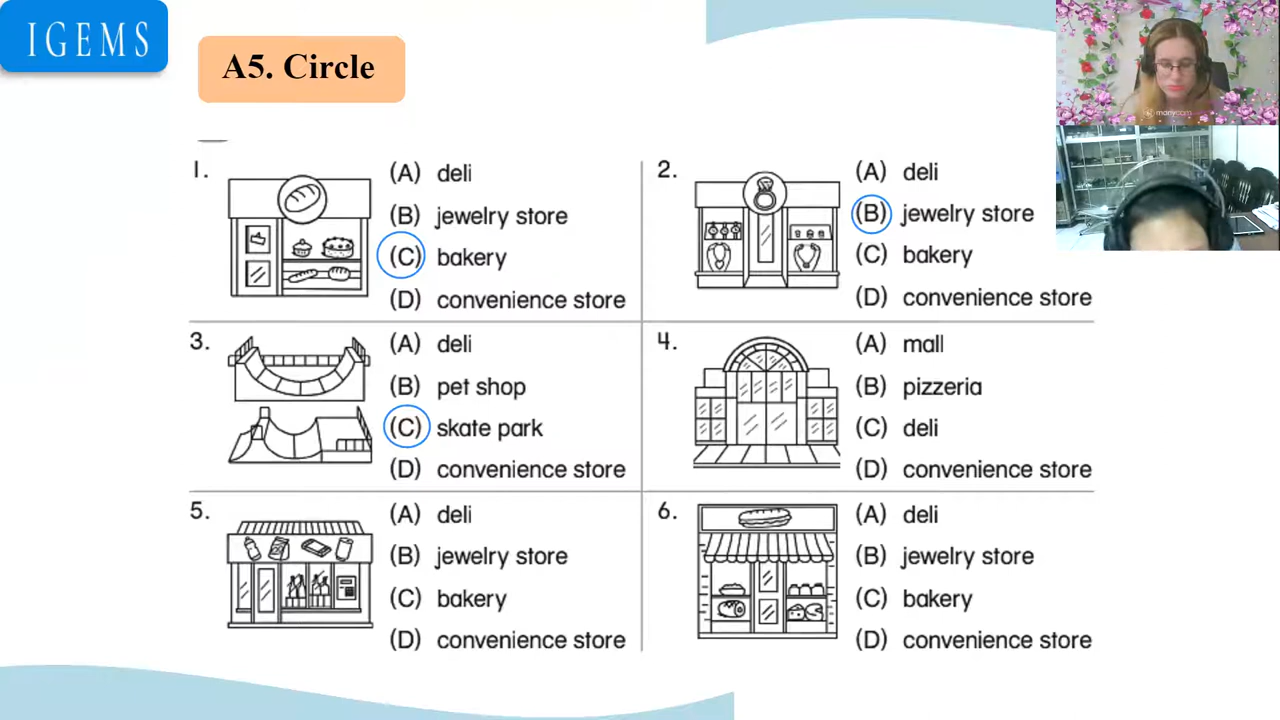 IGEMS
A5. Circle
1.
(A) deli
(B) jewelry store
(C) bakery
(D) convenience store
2.
(A) deli
(B) jewelry store
(C) bakery
(D) convenience store
3.
(A) deli
(B) pet shop
(C) skate park
(D) convenience store
4.
(A) mall
(B) pizzeria
(C) deli
(D) convenience store
5.
(A) deli
(B) jewelry store
(C) bakery
(D) convenience store
6.
(A) deli
(B) jewelry store
(C) bakery
(D) convenience store
manycam